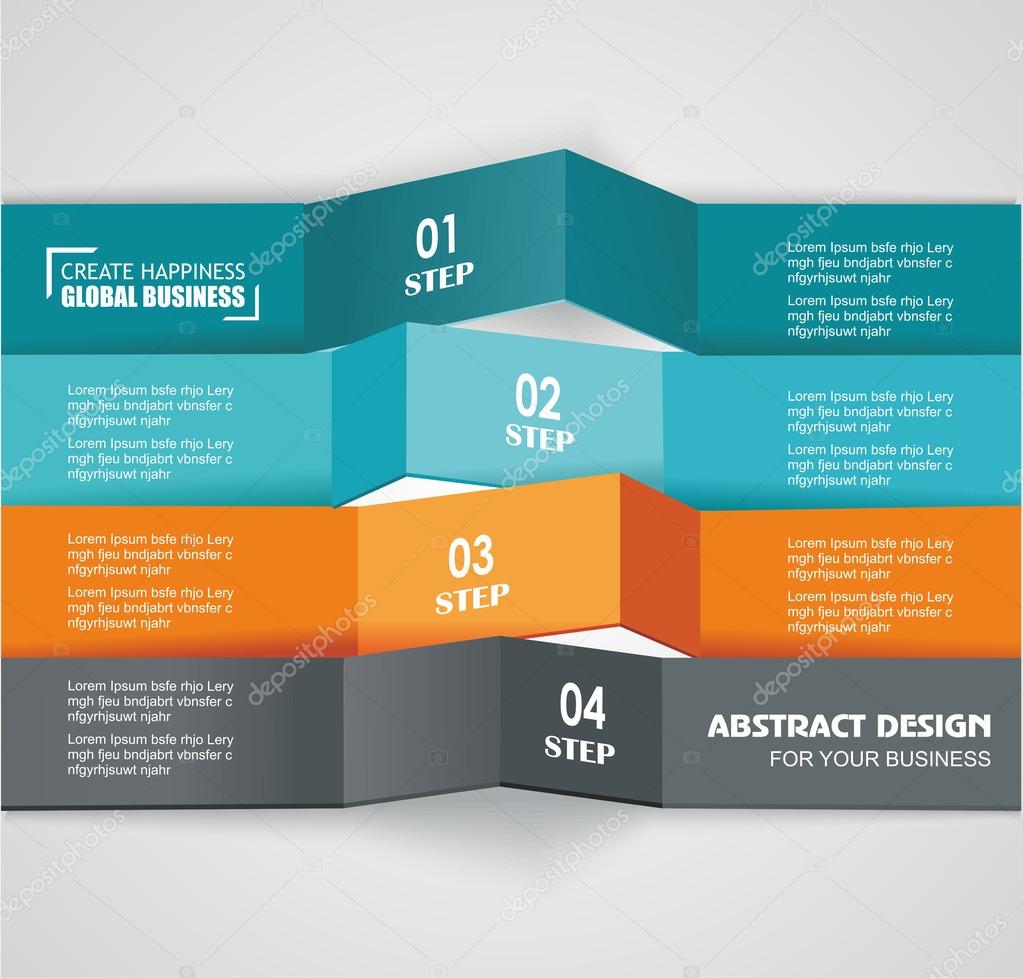 CREATE HAPPINESS
GLOBAL BUSINESS
01
STEP
Lorem Ipsum bsfe rhjo Lery
mgh fjeu bndjabrt vbnsfer c
nfgyrhjsuwt njahr
Lorem Ipsum bsfe rhjo Lery
mgh fjeu bndjabrt vbnsfer c
nfgyrhjsuwt njahr
Lorem Ipsum bsfe rhjo Lery
mgh fjeu bndjabrt vbnsfer c
nfgyrhjsuwt njahr
Lorem Ipsum bsfe rhjo Lery
mgh fjeu bndjabrt vbnsfer c
nfgyrhjsuwt njahr
02
STEP
Lorem Ipsum bsfe rhjo Lery
mgh fjeu bndjabrt vbnsfer c
nfgyrhjsuwt njahr
Lorem Ipsum bsfe rhjo Lery
mgh fjeu bndjabrt vbnsfer c
nfgyrhjsuwt njahr
Lorem Ipsum bsfe rhjo Lery
mgh fjeu bndjabrt vbnsfer c
nfgyrhjsuwt njahr
Lorem Ipsum bsfe rhjo Lery
mgh fjeu bndjabrt vbnsfer c
nfgyrhjsuwt njahr
03
STEP
Lorem Ipsum bsfe rhjo Lery
mgh fjeu bndjabrt vbnsfer c
nfgyrhjsuwt njahr
Lorem Ipsum bsfe rhjo Lery
mgh fjeu bndjabrt vbnsfer c
nfgyrhjsuwt njahr
Lorem Ipsum bsfe rhjo Lery
mgh fjeu bndjabrt vbnsfer c
nfgyrhjsuwt njahr
Lorem Ipsum bsfe rhjo Lery
mgh fjeu bndjabrt vbnsfer c
nfgyrhjsuwt njahr
04
STEP
ABSTRACT DESIGN
FOR YOUR BUSINESS
depositphotos